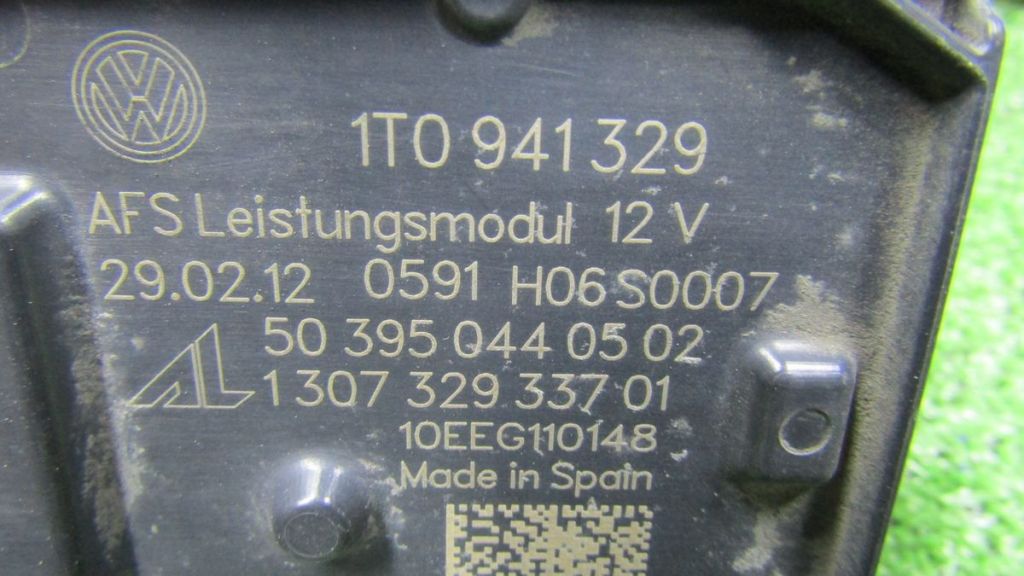 1T0 941 329
AFS Leistungsmodul 12 V
29.02.12 0591 H06 S0007
50 395 044 05 02
AL 1 307 329 337 01
10EEG110148
Made in Spain